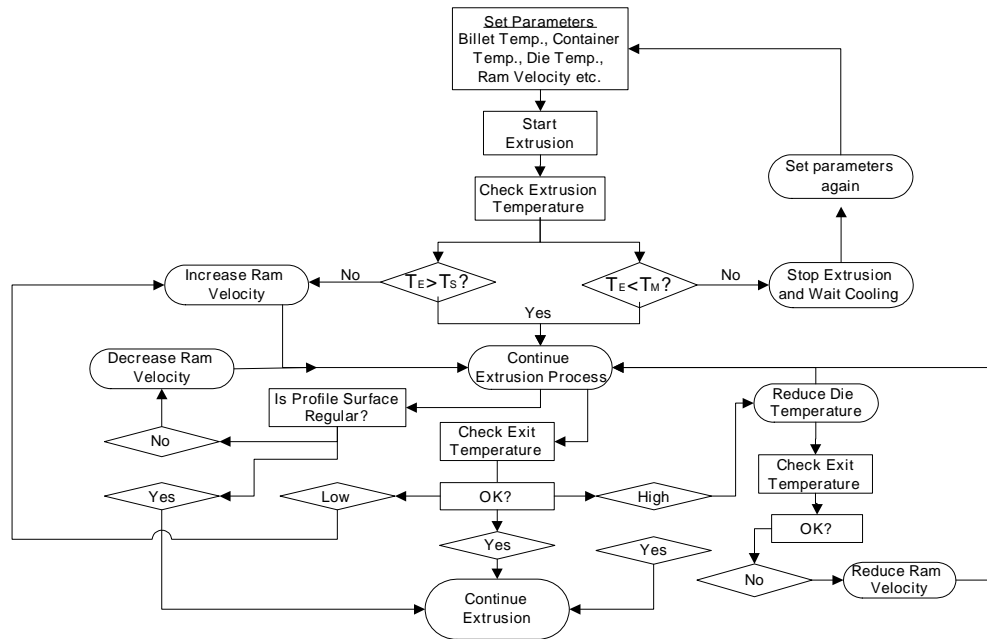 Set Parameters
Billet Temp., Container
Temp., Die Temp.,
Ram Velocity etc.
Start
Extrusion
Set parameters
again
Check Extrusion
Temperature
Increase Ram
Velocity
No
TE>TS?
TE<TM?
No
Stop Extrusion
and Wait Cooling
Yes
Decrease Ram
Velocity
Continue
Extrusion Process
Is Profile Surface
Regular?
Reduce Die
Temperature
No
Check Exit
Temperature
Check Exit
Temperature
Yes
Low
OK?
High
OK?
Yes
Yes
No
Reduce Ram
Velocity
Continue
Extrusion